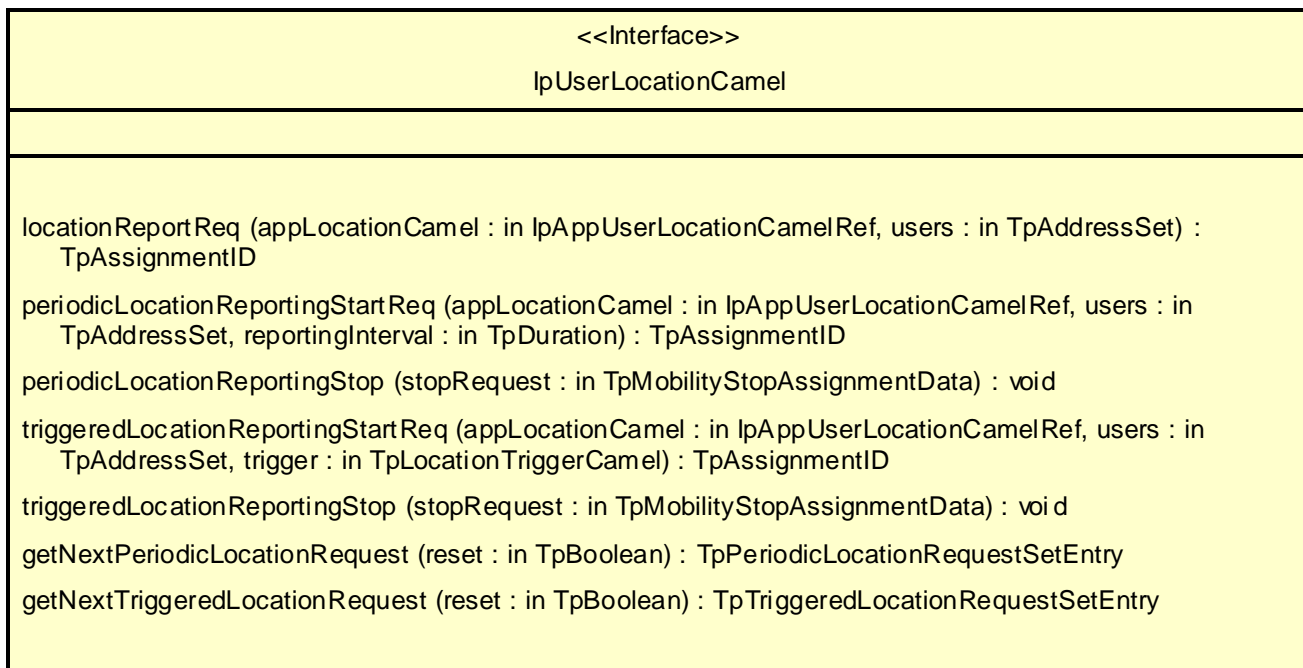 <<Interface>>
IpUserLocationCamel
locationReportReq (appLocationCamel : in IpAppUserLocationCamelRef, users : in TpAddressSet) :
TpAssignmentID
periodicLocationReportingStartReq (appLocationCamel : in IpAppUserLocationCamelRef, users : in
TpAddressSet, reportingInterval : in TpDuration) : TpAssignmentID
periodicLocationReportingStop (stopRequest : in TpMobilityStopAssignmentData) : void
triggeredLocationReportingStartReq (appLocationCamel : in IpAppUserLocationCamelRef, users : in
TpAddressSet, trigger : in TpLocationTriggerCamel) : TpAssignmentID
triggeredLocationReportingStop (stopRequest : in TpMobilityStopAssignmentData) : void
getNextPeriodicLocationRequest (reset : in TpBoolean) : TpPeriodicLocationRequestSetEntry
getNextTriggeredLocationRequest (reset : in TpBoolean) : TpTriggeredLocationRequestSetEntry